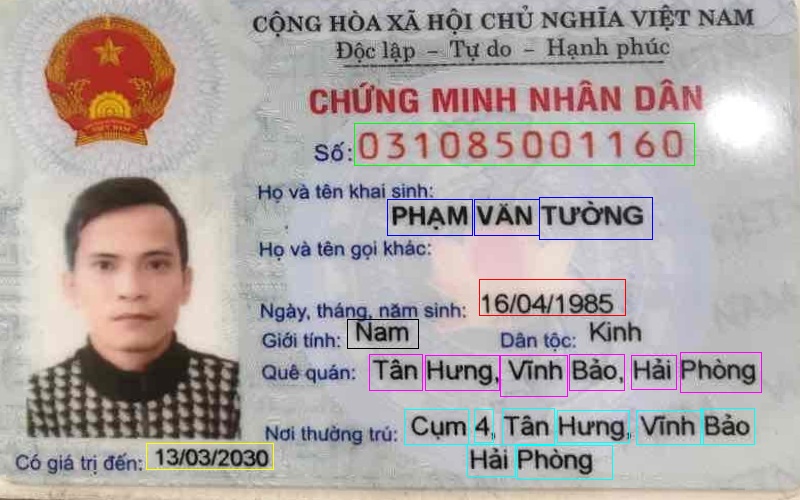 CỘNG HÒA XÃ HỘI CHỦ NGHĨA VIỆT NAM
Độc lập - Tự do - Hạnh phúc
CHỨNG MINH NHÂN DÂN
Số: 031085001160
Họ và tên khai sinh:
PHẠM VĂN TƯỜNG
Họ và tên gọi khác:
Ngày, tháng, năm sinh: 16/04/1985
Giới tính: Nam Dân tộc: Kinh
Quê quán: Tân Hưng, Vĩnh Bảo, Hải Phòng
Nơi thường trú: Cụm 4, Tân Hưng, Vĩnh Bảo
Hải Phòng
Có giá trị đến: 13/03/2030